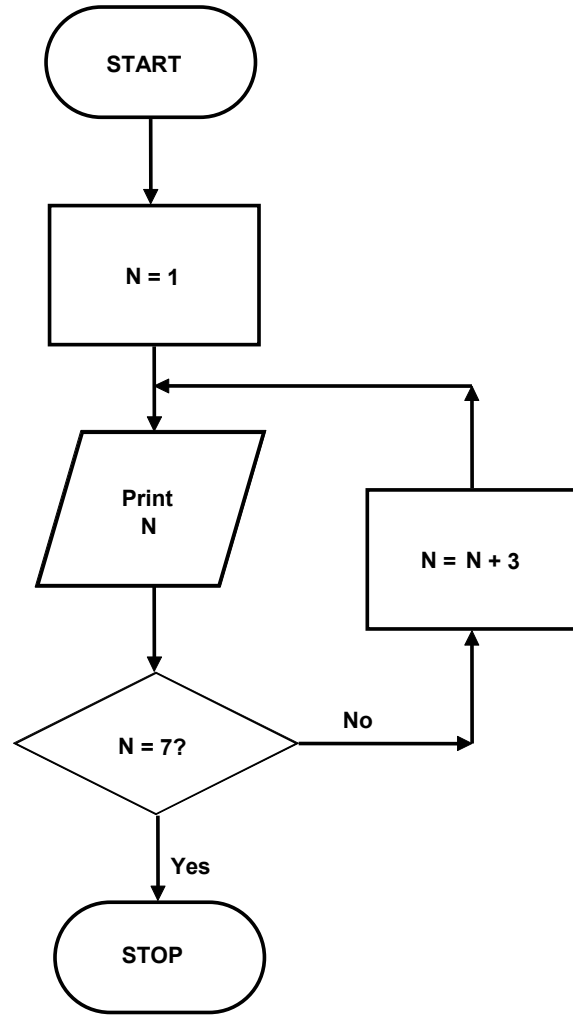 START
N = 1
Print
N
N = N + 3
N = 7?
No
Yes
STOP